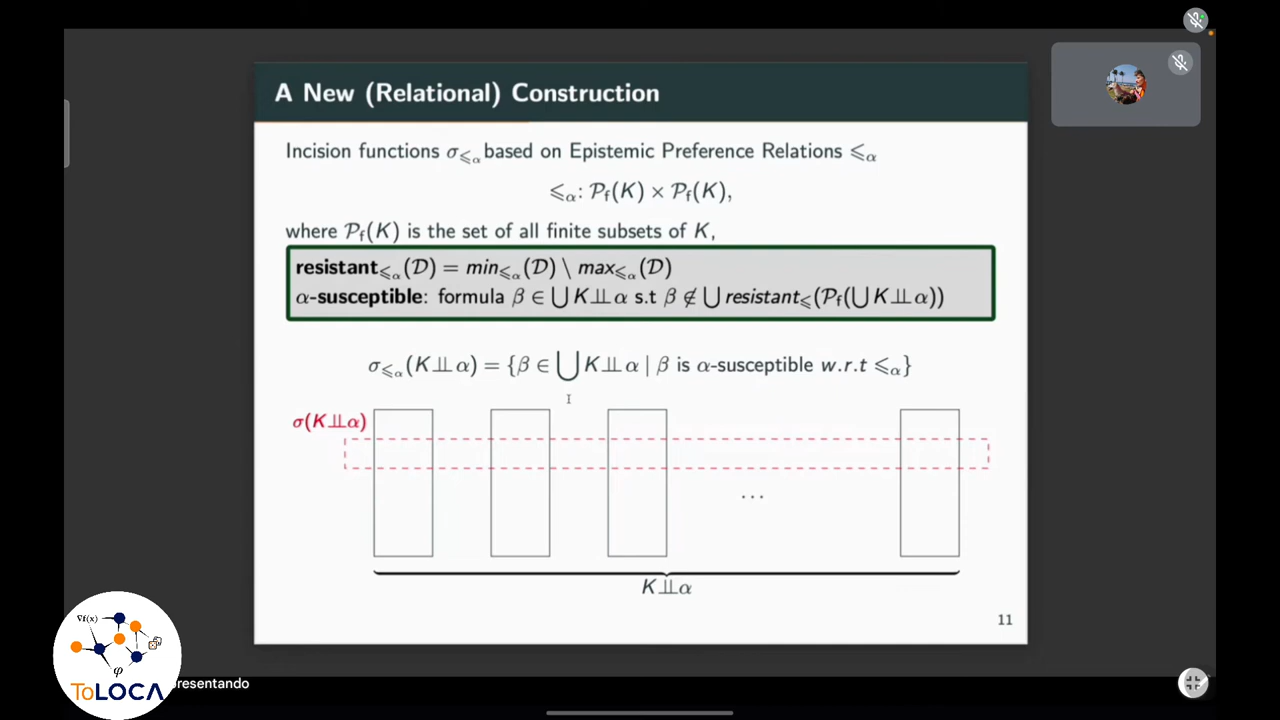 A New (Relational) Construction
Incision functions σ⩽α based on Epistemic Preference Relations ⩽α
⩽α: 𝒫f(K) × 𝒫f(K),
where 𝒫f(K) is the set of all finite subsets of K,
resistant⩽α(𝒟) = min⩽α(𝒟) \ max⩽α(𝒟)
α-susceptible: formula β ∈ ⋃ K⫫α s.t β ∉ ⋃ resistant⩽(𝒫f(⋃ K⫫α))
σ⩽α(K⫫α) = {β ∈ ⋃ K⫫α | β is α-susceptible w.r.t ⩽α}
σ(K⫫α)
...
K⫫α
11
∇f(x)
φ
ToLOCA
presentando